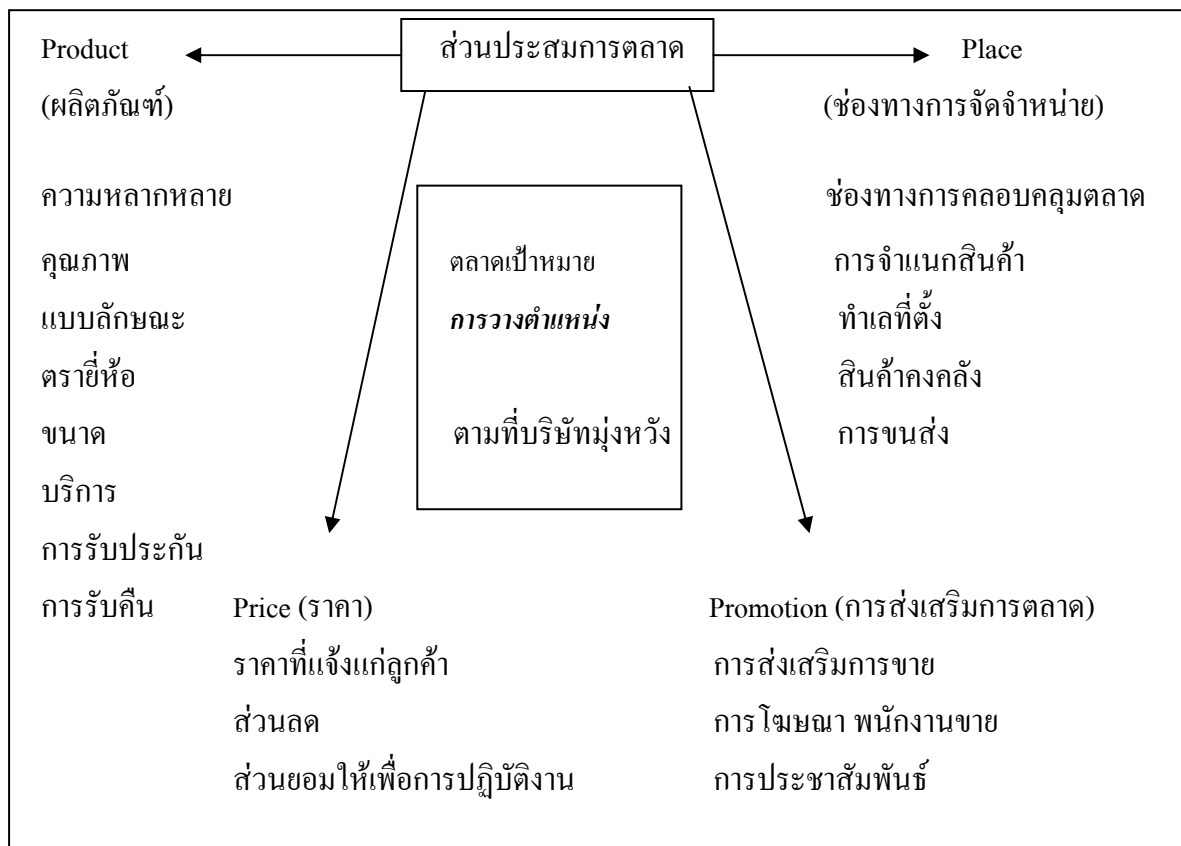 ส่วนประสมการตลาด
Product
(ผลิตภัณฑ์)
ความหลากหลาย
คุณภาพ
แบบลักษณะ
ตรายี่ห้อ
ขนาด
บริการ
การรับประกัน
การรับคืน
ตลาดเป้าหมาย
การวางตำแหน่ง
ตามที่บริษัทมุ่งหวัง
Place
(ช่องทางการจัดจำหน่าย)
ช่องทางการคลอบคลุมตลาด
การจำแนกสินค้า
ทำเลที่ตั้ง
สินค้าคงคลัง
การขนส่ง
Price (ราคา)
ราคาที่แจ้งแก่ลูกค้า
ส่วนลด
ส่วนยอมให้เพื่อการปฏิบัติงาน
Promotion (การส่งเสริมการตลาด)
การส่งเสริมการขาย
การโฆษณา พนักงานขาย
การประชาสัมพันธ์